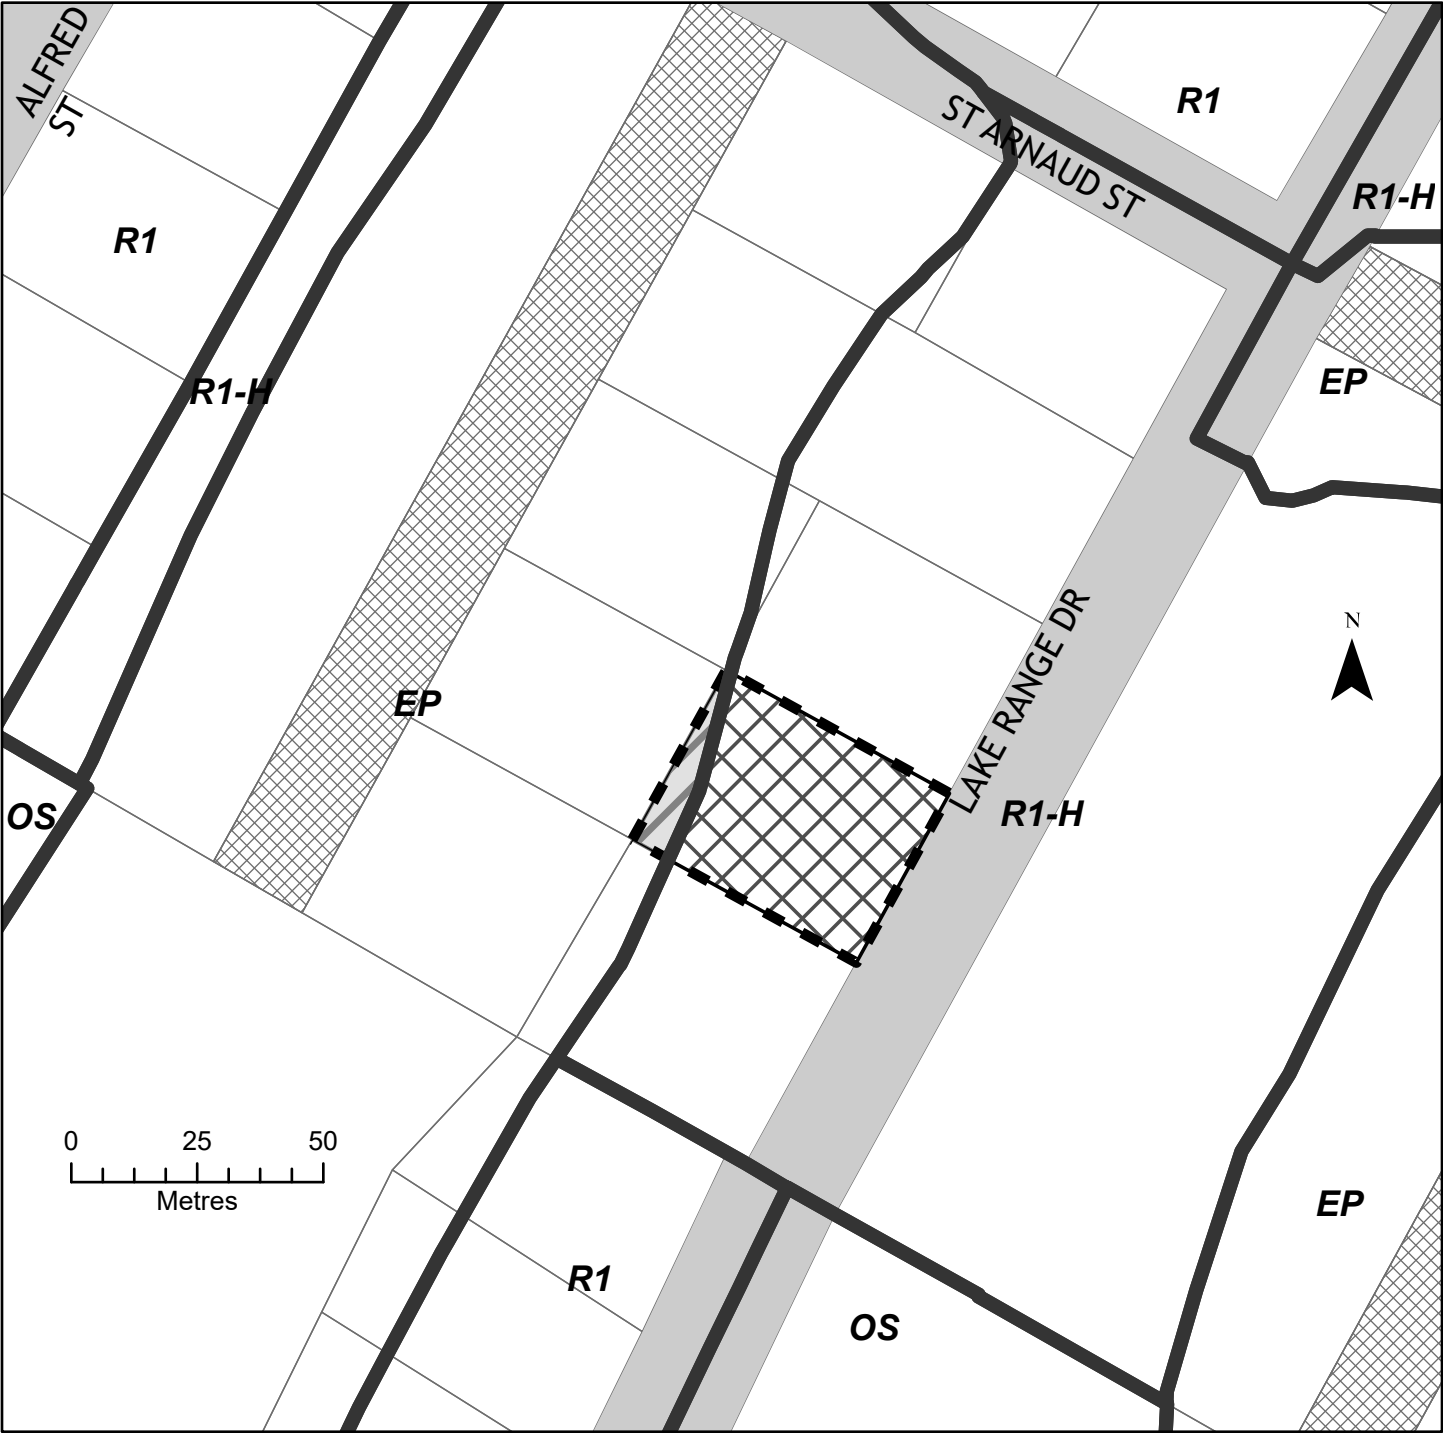 ALFRED
ST
R1
ST ARNAUD ST
R1-H
R1
EP
R1-H
LAKE RANGE DR
N
EP
R1-H
OS
0 25 50
Metres
EP
R1
OS